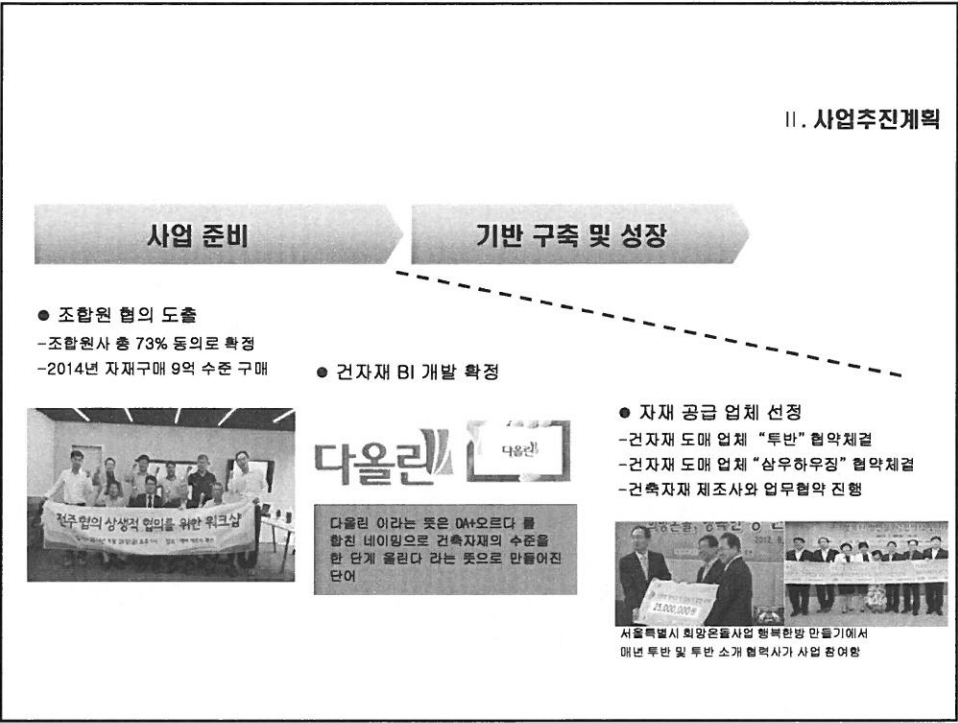 II. 사업추진계획
사업 준비
기반 구축 및 성장
● 조합원 협의 도출
-조합원사 총 73% 동의로 확정
-2014년 자재구매 9억 수준 구매
● 건자재 BI 개발 확정
다올린
다올린
다올린 이라는 뜻은 DA+오르다 를
합친 네이밍으로 건축자재의 수준을
한 단계 올린다 라는 뜻으로 만들어진
단어
● 자재 공급 업체 선정
-건자재 도매 업체 “투반” 협약체결
-건자재 도매 업체 “삼우하우징” 협약체결
-건축자재 제조사와 업무협약 진행
전주협의 상생적 협의를 위한 워크샵
2012. 8
25,000,000원
서울특별시 희망온돌사업 행복한방 만들기에서
매년 투반 및 투반 소개 협력사가 사업 참여함